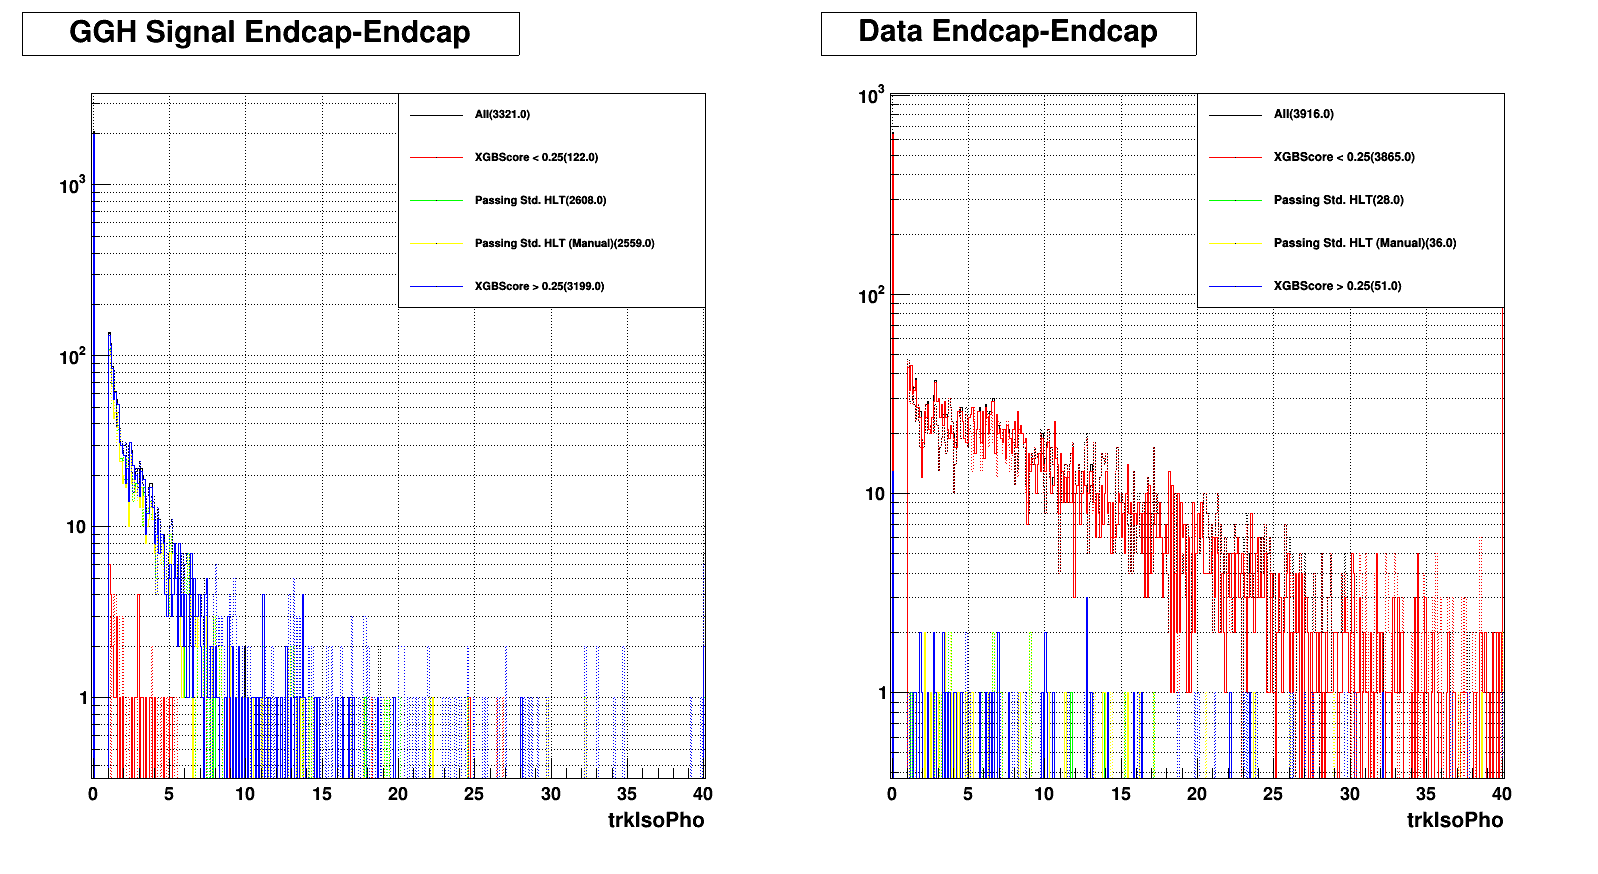 GGH Signal Endcap-Endcap
All(3321.0)
XGBScore < 0.25(122.0)
Passing Std. HLT(2608.0)
Passing Std. HLT (Manual)(2559.0)
XGBScore > 0.25(3199.0)
10³
10²
10
1
0 5 10 15 20 25 30 35 40
trkIsoPho
Data Endcap-Endcap
All(3916.0)
XGBScore < 0.25(3865.0)
Passing Std. HLT(28.0)
Passing Std. HLT (Manual)(36.0)
XGBScore > 0.25(51.0)
10³
10²
10
1
0 5 10 15 20 25 30 35 40
trkIsoPho